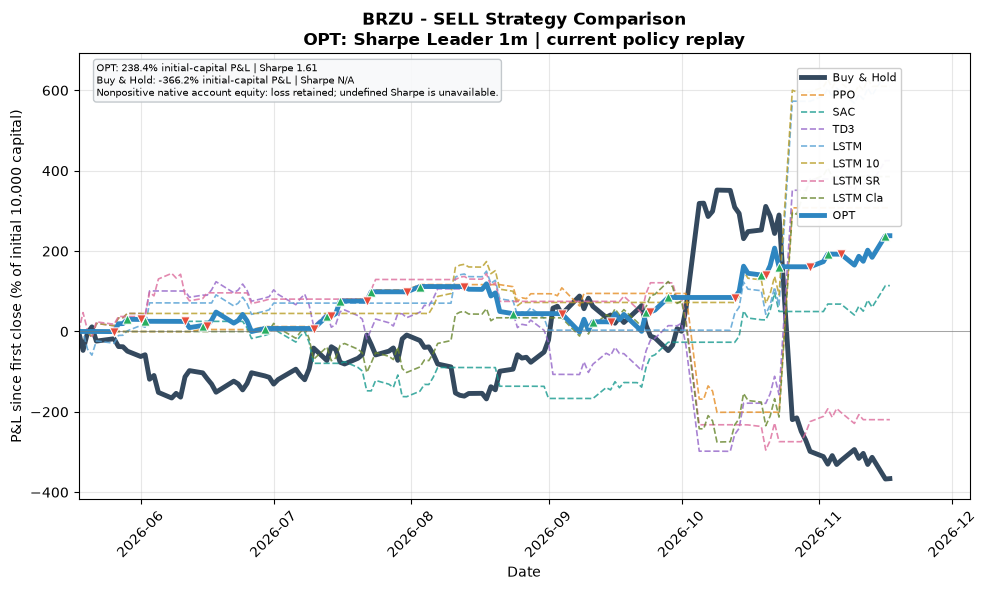 BRZU - SELL Strategy Comparison
OPT: Sharpe Leader 1m | current policy replay
OPT: 238.4% initial-capital P&L | Sharpe 1.61
Buy & Hold: -366.2% initial-capital P&L | Sharpe N/A
Nonpositive native account equity: loss retained; undefined Sharpe is unavailable.
Buy & Hold
PPO
SAC
TD3
LSTM
LSTM 10
LSTM SR
LSTM Cla
OPT
P&L since first close (% of initial 10,000 capital)
600
400
200
0
−200
−400
2026-06
2026-07
2026-08
2026-09
2026-10
2026-11
2026-12
Date